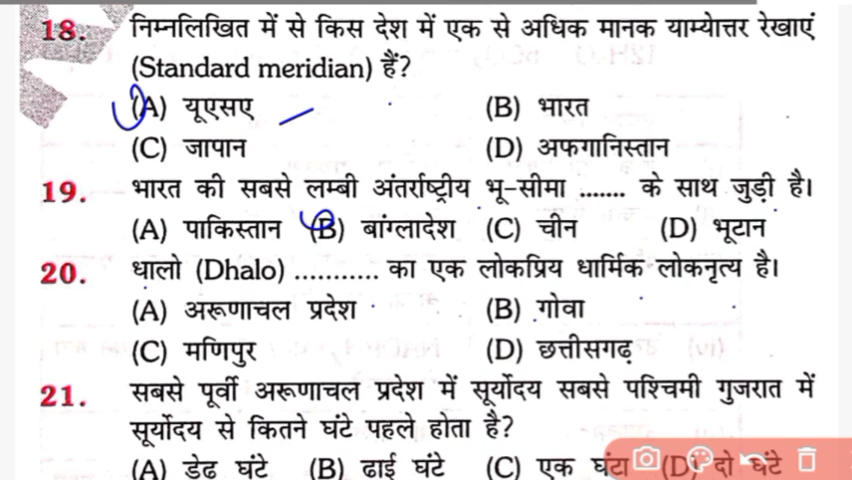 18. निम्नलिखित में से किस देश में एक से अधिक मानक याम्योत्तर रेखाएं
(Standard meridian) हैं?
(A) यूएसए (B) भारत
(C) जापान (D) अफगानिस्तान
19. भारत की सबसे लम्बी अंतर्राष्ट्रीय भू-सीमा ....... के साथ जुड़ी है।
(A) पाकिस्तान (B) बांग्लादेश (C) चीन (D) भूटान
20. धालो (Dhalo) ........... का एक लोकप्रिय धार्मिक लोकनृत्य है।
(A) अरूणाचल प्रदेश (B) गोवा
(C) मणिपुर (D) छत्तीसगढ़
21. सबसे पूर्वी अरूणाचल प्रदेश में सूर्योदय सबसे पश्चिमी गुजरात में
सूर्योदय से कितने घंटे पहले होता है?
(A) डेढ घंटे (B) ढाई घंटे (C) एक घंटा (D) दो घंटे